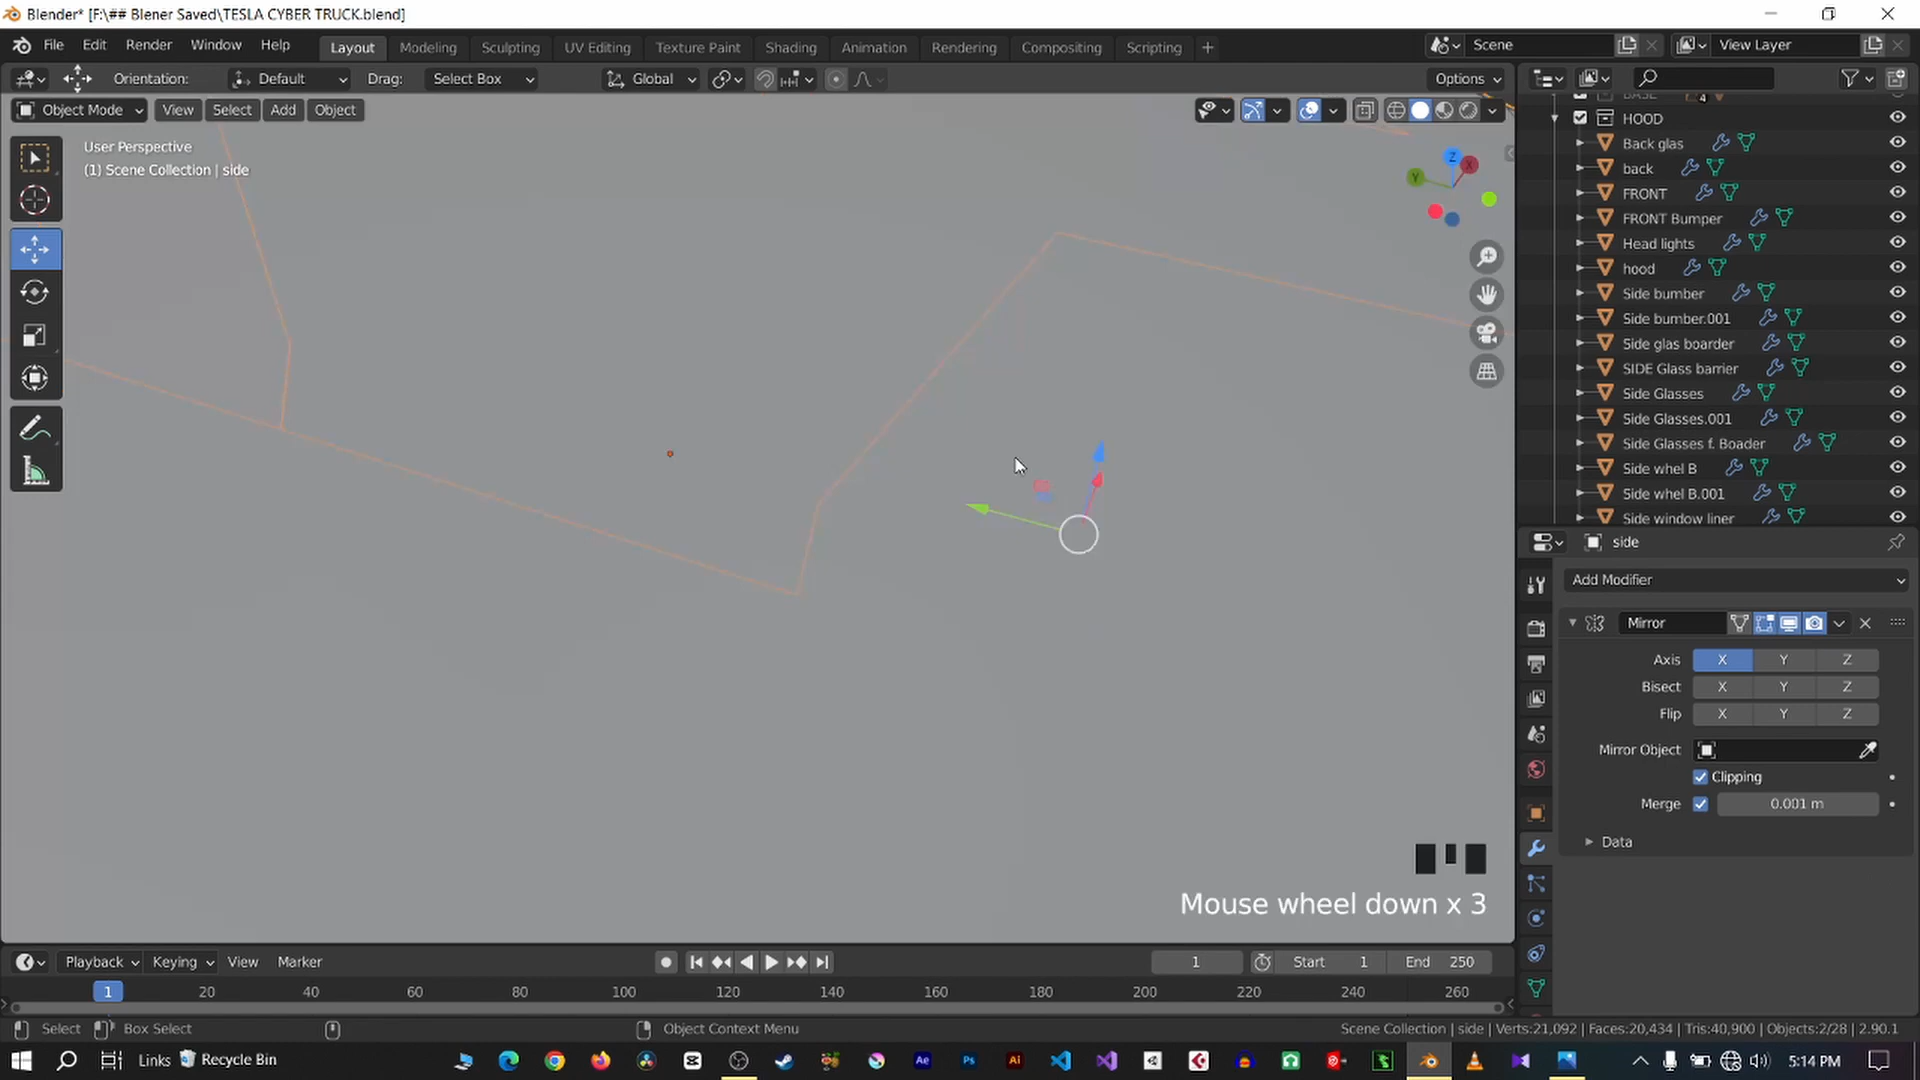 Blender* [F:\## Blener Saved\TESLA CYBER TRUCK.blend]
File Edit Render Window Help Layout Modeling Sculpting UV Editing Texture Paint Shading Animation Rendering Compositing Scripting + Scene View Layer
Orientation: Default Drag: Select Box Global Options
Object Mode View Select Add Object
User Perspective
(1) Scene Collection | side
Z X Y
BASE 4
HOOD
Back glas
back
FRONT
FRONT Bumper
Head lights
hood
Side bumber
Side bumber.001
Side glas boarder
SIDE Glass barrier
Side Glasses
Side Glasses.001
Side Glasses f. Boader
Side whel B
Side whel B.001
Side window liner
side
Add Modifier
Mirror
Axis X Y Z
Bisect X Y Z
Flip X Y Z
Mirror Object
Clipping
Merge 0.001 m
Data
Mouse wheel down x 3
Playback Keying View Marker 1 Start 1 End 250
1 20 40 60 80 100 120 140 160 180 200 220 240 260
Select Box Select Object Context Menu Scene Collection | side | Verts:21,092 | Faces:20,434 | Tris:40,900 | Objects:2/28 | 2.90.1
Links Recycle Bin Ae Ps Ai 5:14 PM